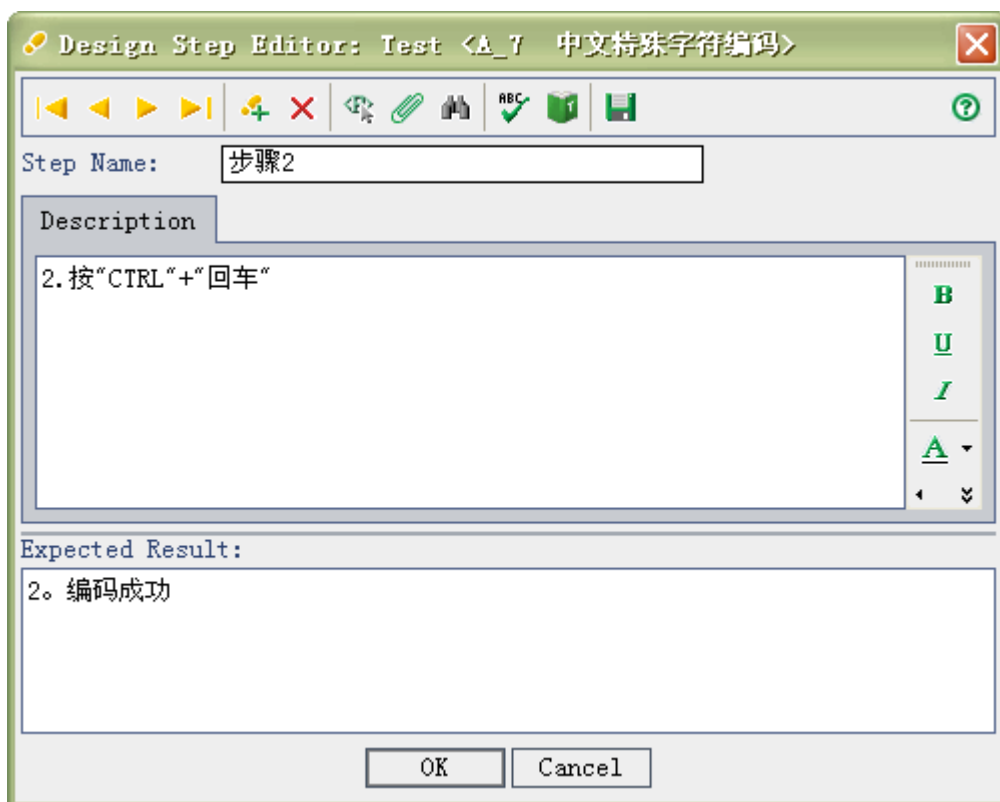 Design Step Editor: Test <A_7 中文特殊字符编码>
ABC
Step Name: 步骤2
Description
2.按"CTRL"+"回车"
B
U
I
A
Expected Result:
2。编码成功
OK Cancel